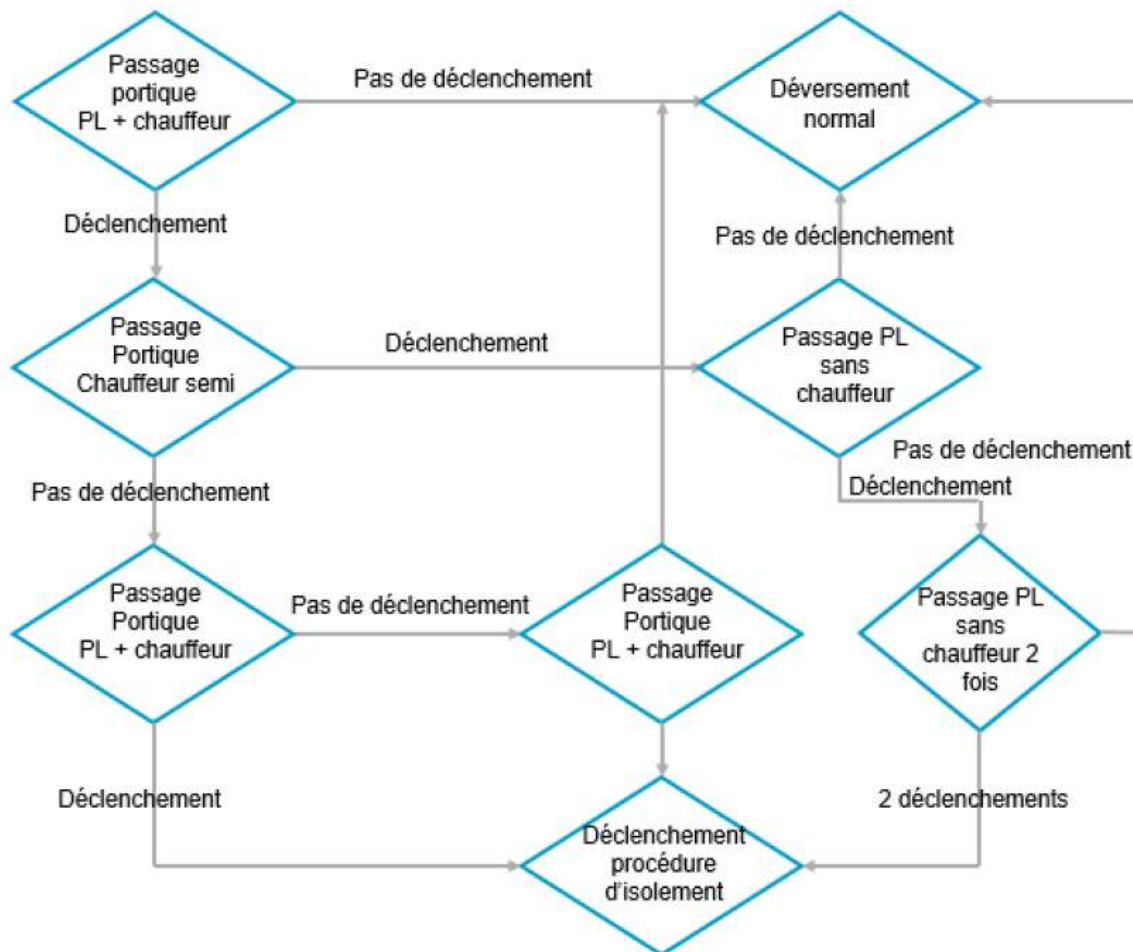 Passage
portique
PL + chauffeur
Pas de déclenchement
Déversement
normal
Déclenchement
Pas de déclenchement
Passage
Portique
Chauffeur semi
Déclenchement
Passage PL
sans
chauffeur
Pas de déclenchement
Déclenchement
Pas de déclenchement
Passage
Portique
PL + chauffeur
Pas de déclenchement
Passage
Portique
PL + chauffeur
Passage PL
sans
chauffeur 2
fois
Déclenchement
2 déclenchements
Déclenchement
procédure
d'isolement